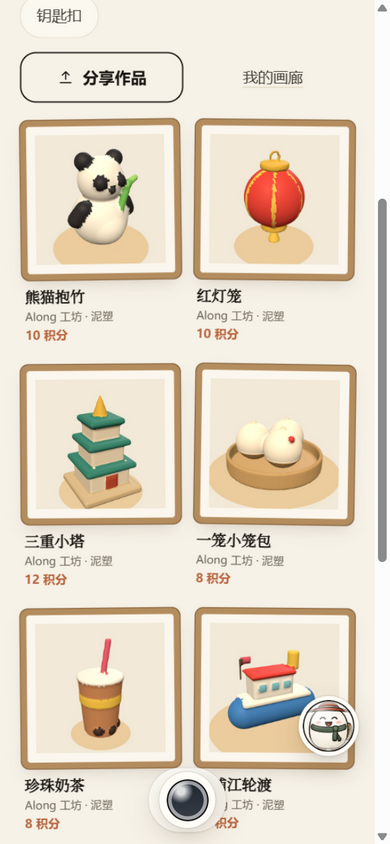 钥匙扣
分享作品
我的画廊
熊猫抱竹
Along 工坊 · 泥塑
10 积分
红灯笼
Along 工坊 · 泥塑
10 积分
三重小塔
Along 工坊 · 泥塑
12 积分
一笼小笼包
Along 工坊 · 泥塑
8 积分
珍珠奶茶
Along 工坊 · 泥塑
8 积分
江轮渡
工坊 · 泥塑
积分